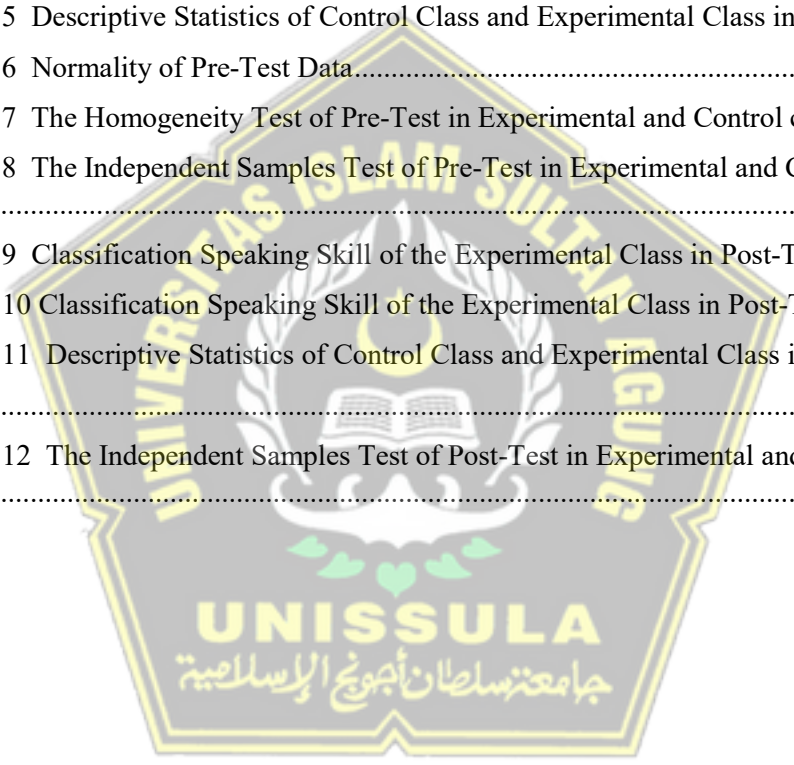 5 Descriptive Statistics of Control Class and Experimental Class in
6 Normality of Pre-Test Data......................................................................
7 The Homogeneity Test of Pre-Test in Experimental and Control
8 The Independent Samples Test of Pre-Test in Experimental and
................................................................................................................
9 Classification Speaking Skill of the Experimental Class in Post-T
10 Classification Speaking Skill of the Experimental Class in Post-T
11 Descriptive Statistics of Control Class and Experimental Class i
................................................................................................................
12 The Independent Samples Test of Post-Test in Experimental and
................................................................................................................
UNIVERSITAS ISLAM SULTAN AGUNG
UNISSULA
جامعة سلطان أجونج الإسلامية